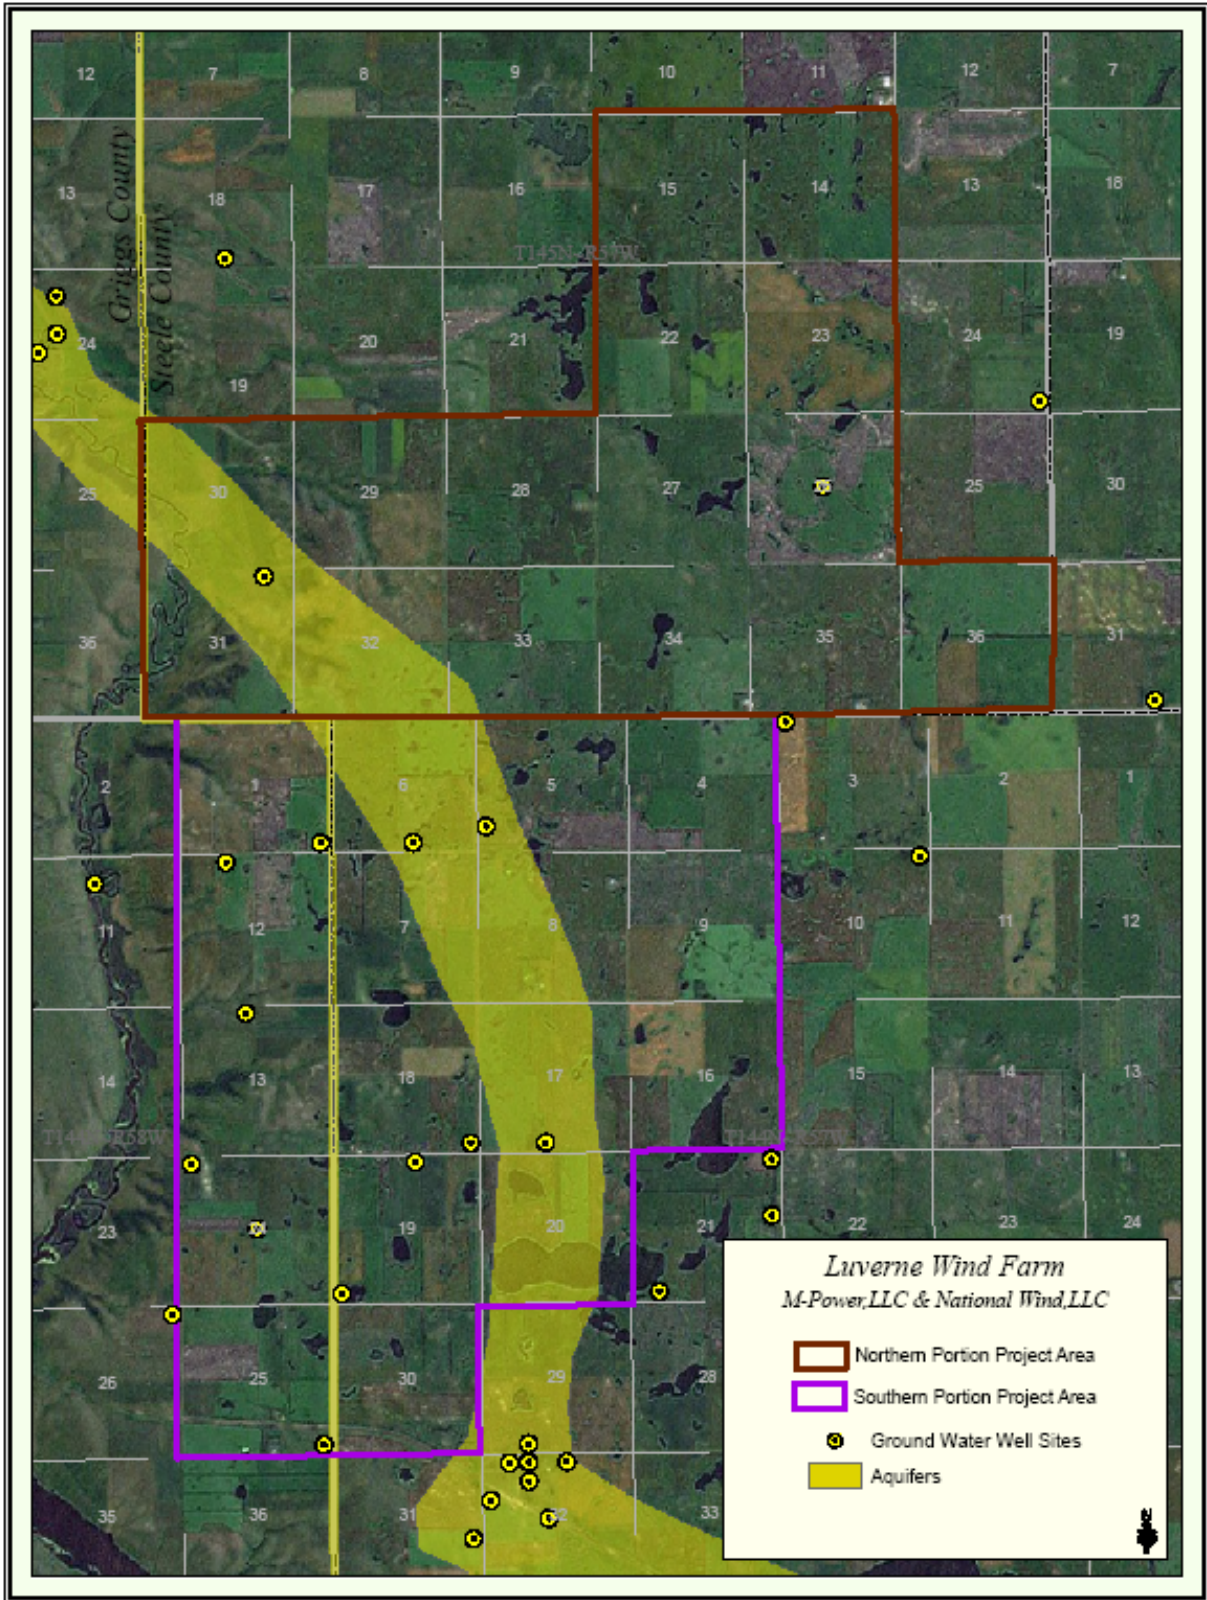 12 7 8 9 10 11 12 7
Griggs County
Steele County
13 18 17 16 15 14 13 18
T145N R57W
24 19 20 21 22 23 24 19
25 30 29 28 27 25 30
36 31 32 33 34 35 36 31
2 1 6 5 4 3 2 1
11 12 7 8 9 10 11 12
14 13 18 17 16 15 14 13
23 19 20 21 22 23 24
26 25 30 29 28
35 36 31 32 33
Luverne Wind Farm
M-Power,LLC & National Wind,LLC
Northern Portion Project Area
Southern Portion Project Area
Ground Water Well Sites
Aquifers
N